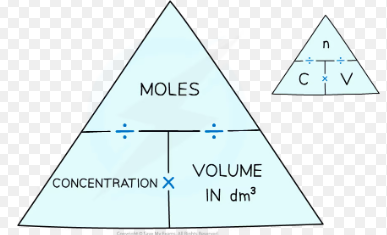 MOLES
÷ ÷
CONCENTRATION × VOLUME
IN dm³
n
÷ ÷
C × V